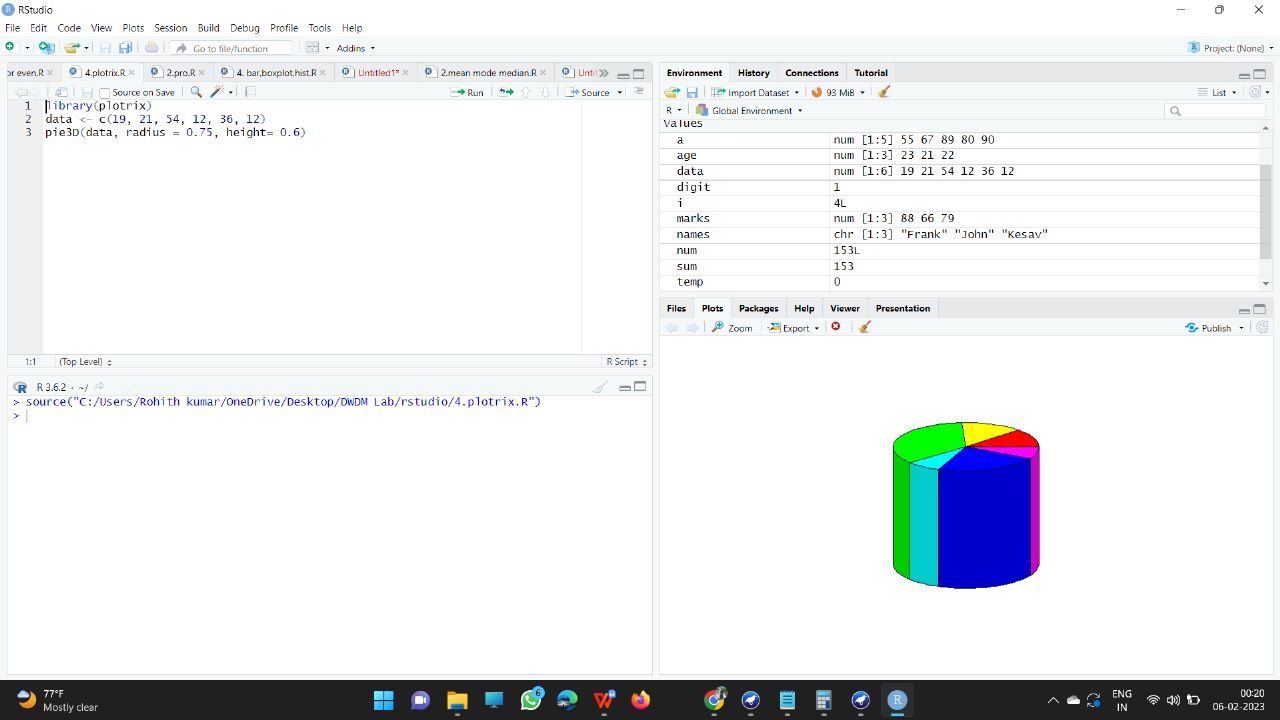 RStudio
File Edit Code View Plots Session Build Debug Profile Tools Help
Go to file/function Addins Project: (None)
or even.R 4.plotrix.R 2.pro.R 4. bar,boxplot,hist.R Untitled1* 2.mean mode median.R Unti
Source on Save Run Source
1 library(plotrix)
2 data <- c(19, 21, 54, 12, 36, 12)
3 pie3D(data, radius = 0.75, height= 0.6)
1:1 (Top Level) R Script
R 3.6.2 · ~/
> source("C:/Users/Rohith kumar/OneDrive/Desktop/DWDM Lab/rstudio/4.plotrix.R")
>
Environment History Connections Tutorial
Import Dataset 93 MiB List
R Global Environment
Values
a num [1:5] 55 67 89 80 90
age num [1:3] 23 21 22
data num [1:6] 19 21 54 12 36 12
digit 1
i 4L
marks num [1:3] 88 66 79
names chr [1:3] "Frank" "John" "Kesav"
num 153L
sum 153
temp 0
Files Plots Packages Help Viewer Presentation
Zoom Export Publish
77°F
Mostly clear
6
ENG
IN
00:20
06-02-2023